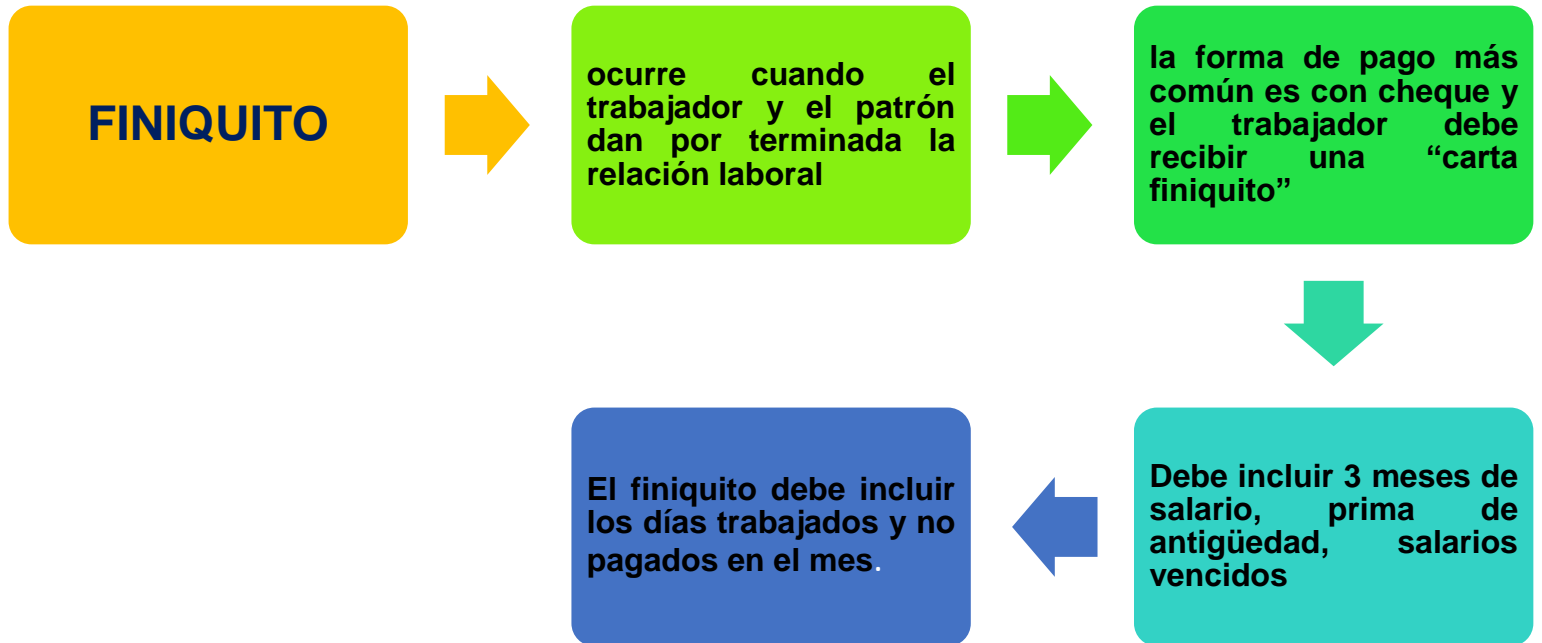 FINIQUITO
ocurre cuando el
trabajador y el patrón
dan por terminada la
relación laboral
la forma de pago más
común es con cheque y
el trabajador debe
recibir una “carta
finiquito”
Debe incluir 3 meses de
salario, prima de
antigüedad, salarios
vencidos
El finiquito debe incluir
los días trabajados y no
pagados en el mes.